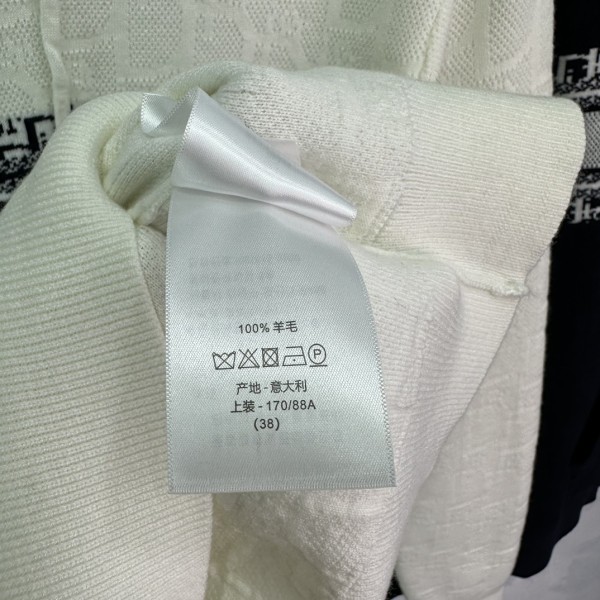 100% 羊毛
P
产地 - 意大利
上装 - 170/88A
(38)